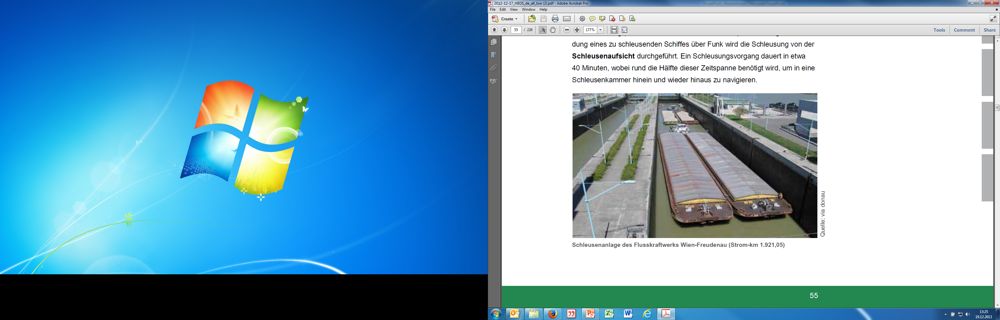 2012-12-17_HBDS_de_all_low (2).pdf - Adobe Acrobat Pro
File Edit View Window Help
Create
55 / 226 177% Tools Comment Share
dung eines zu schleusenden Schiffes über Funk wird die Schleusung von der
Schleusenaufsicht durchgeführt. Ein Schleusungsvorgang dauert in etwa
40 Minuten, wobei rund die Hälfte dieser Zeitspanne benötigt wird, um in eine
Schleusenkammer hinein und wieder hinaus zu navigieren.
Quelle: via donau
Schleusenanlage des Flusskraftwerks Wien-Freudenau (Strom-km 1.921,05)
55
13:25
19.12.2013